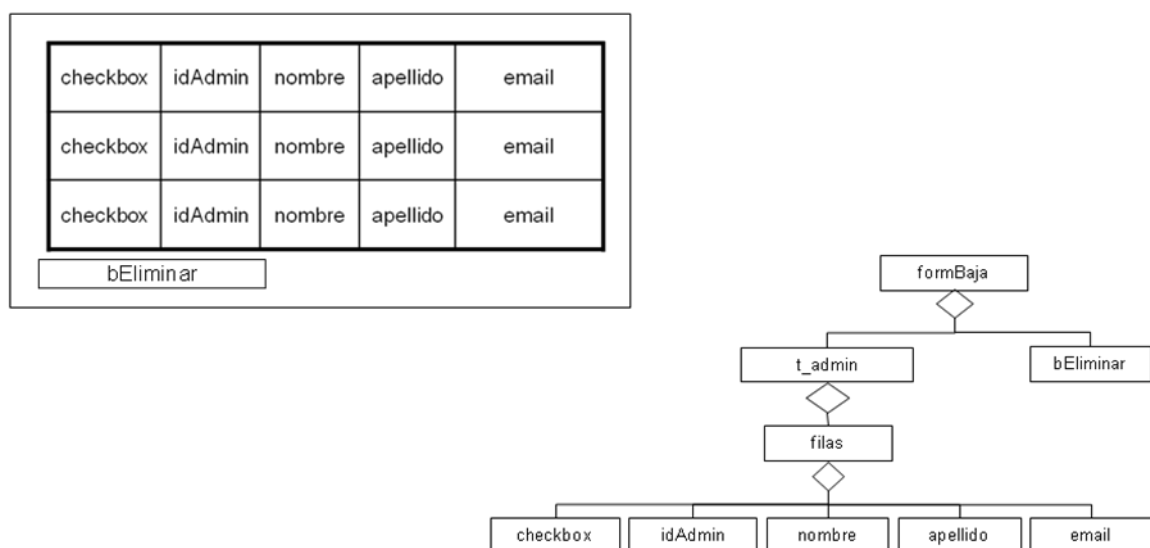 checkbox idAdmin nombre apellido email
checkbox idAdmin nombre apellido email
checkbox idAdmin nombre apellido email
bEliminar
formBaja
t_admin bEliminar
filas
checkbox idAdmin nombre apellido email